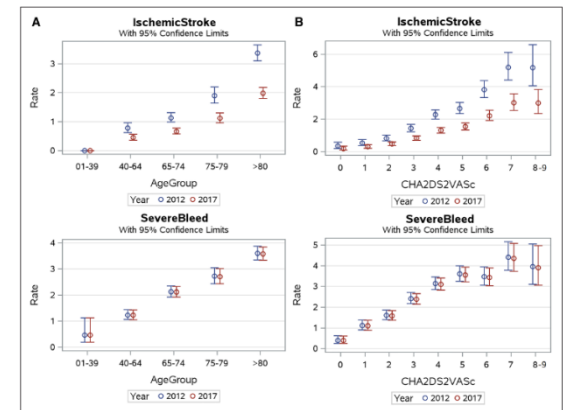 A
IschemicStroke
With 95% Confidence Limits
3
2
1
0
Rate
01-39 40-64 65-74 75-79 >80
AgeGroup
Year 2012 2017
B
IschemicStroke
With 95% Confidence Limits
6
4
2
0
Rate
0 1 2 3 4 5 6 7 8-9
CHA2DS2VASc
Year 2012 2017
SevereBleed
With 95% Confidence Limits
4
3
2
1
0
Rate
01-39 40-64 65-74 75-79 >80
AgeGroup
Year 2012 2017
SevereBleed
With 95% Confidence Limits
5
4
3
2
1
0
Rate
0 1 2 3 4 5 6 7 8-9
CHA2DS2VASc
Year 2012 2017